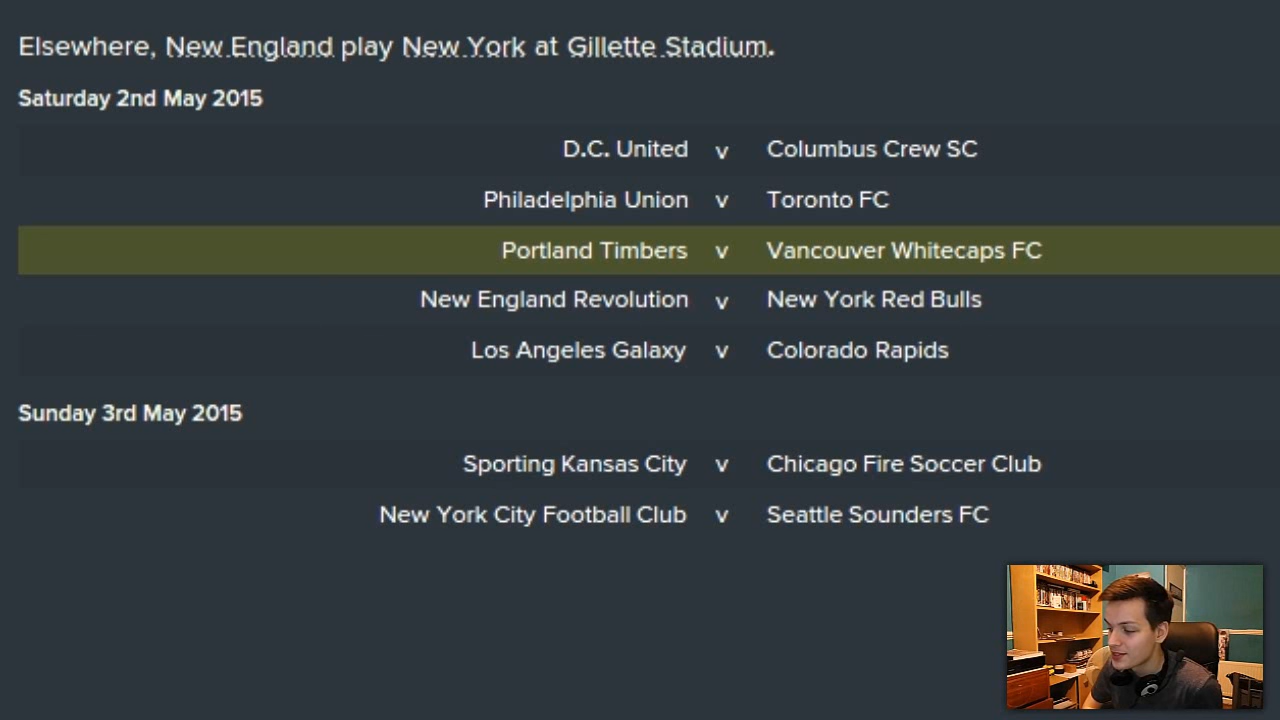 Elsewhere, New England play New York at Gillette Stadium.
Saturday 2nd May 2015
D.C. United v Columbus Crew SC
Philadelphia Union v Toronto FC
Portland Timbers v Vancouver Whitecaps FC
New England Revolution v New York Red Bulls
Los Angeles Galaxy v Colorado Rapids
Sunday 3rd May 2015
Sporting Kansas City v Chicago Fire Soccer Club
New York City Football Club v Seattle Sounders FC